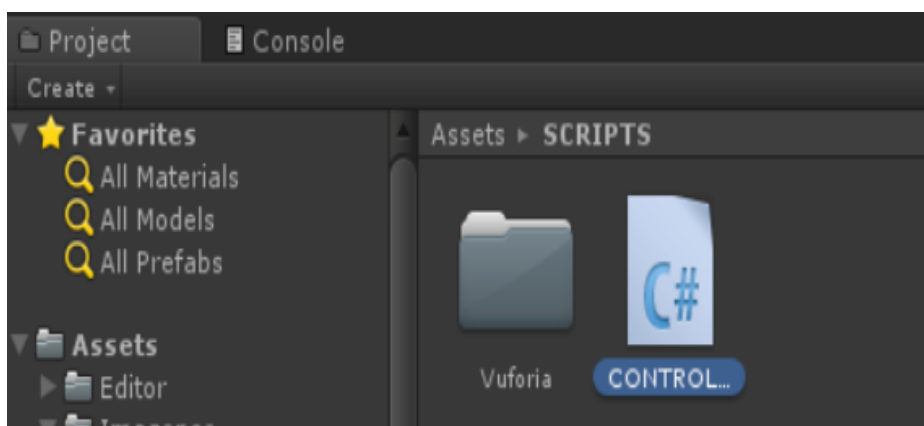 Project
Console
Create
Favorites
All Materials
All Models
All Prefabs
Assets
Editor
Assets ▸ SCRIPTS
C#
Vuforia
CONTROL...